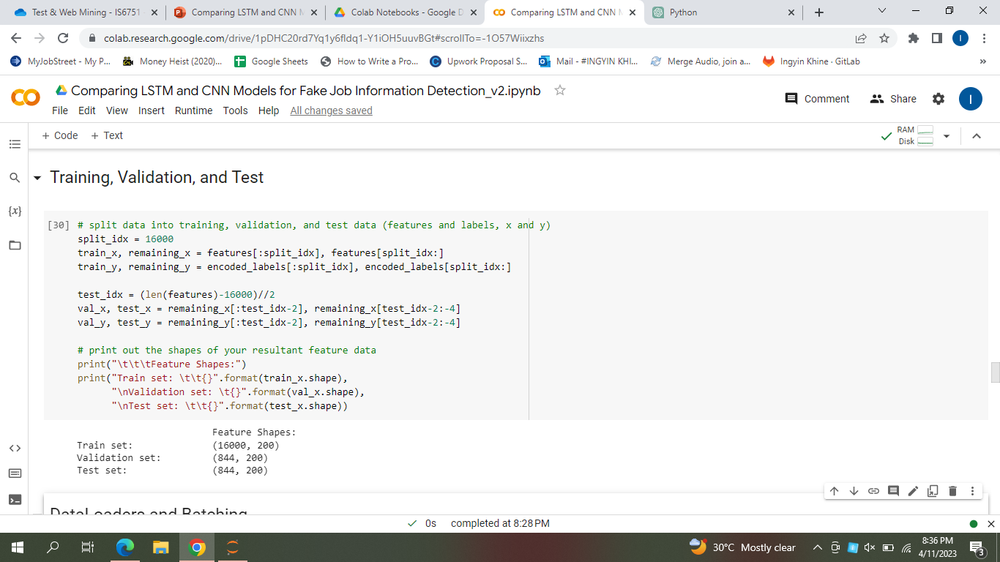 Test & Web Mining - IS6751
Comparing LSTM and CNN M
Colab Notebooks - Google D
Comparing LSTM and CNN M
Python
colab.research.google.com/drive/1pDHC20rd7Yq1y6fIdq1-Y1iOH5uuvBGt#scrollTo=-1O57Wiixzhs
MyJobStreet - My P...
Money Heist (2020)...
Google Sheets
How to Write a Pro...
Upwork Proposal S...
Mail - #INGYIN KHI...
Merge Audio, join a...
Ingyin Khine · GitLab
»
Comparing LSTM and CNN Models for Fake Job Information Detection_v2.ipynb
Comment
Share
I
File Edit View Insert Runtime Tools Help All changes saved
+ Code + Text
RAM
Disk
Training, Validation, and Test
{x}
[30] # split data into training, validation, and test data (features and labels, x and y)
split_idx = 16000
train_x, remaining_x = features[:split_idx], features[split_idx:]
train_y, remaining_y = encoded_labels[:split_idx], encoded_labels[split_idx:]
test_idx = (len(features)-16000)//2
val_x, test_x = remaining_x[:test_idx-2], remaining_x[test_idx-2:-4]
val_y, test_y = remaining_y[:test_idx-2], remaining_y[test_idx-2:-4]
# print out the shapes of your resultant feature data
print("\t\t\tFeature Shapes:")
print("Train set: \t\t{}".format(train_x.shape),
"\nValidation set: \t{}".format(val_x.shape),
"\nTest set: \t\t{}".format(test_x.shape))
Feature Shapes:
Train set: (16000, 200)
Validation set: (844, 200)
Test set: (844, 200)
DataLoaders and Batching
0s completed at 8:28 PM
30°C Mostly clear
8:36 PM
4/11/2023
3